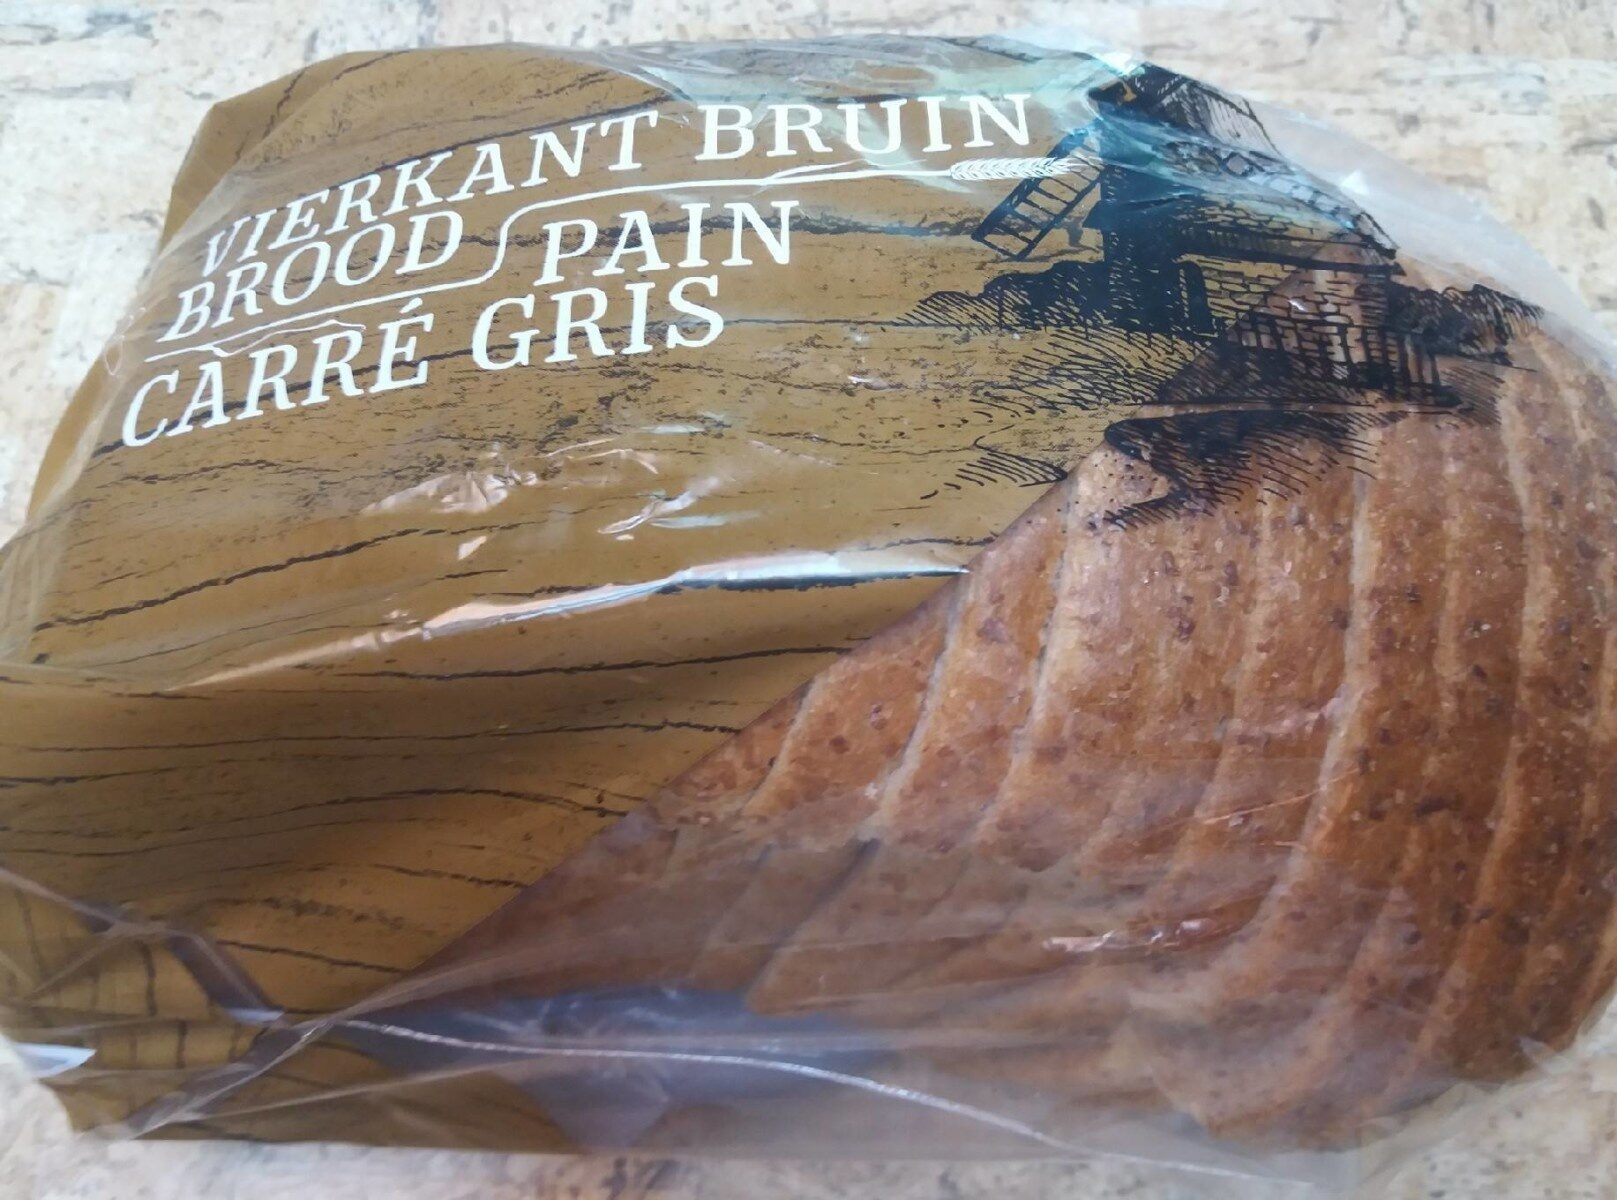 VIERKANT BRUIN
BROOD
PAIN
CARRÉ GRIS